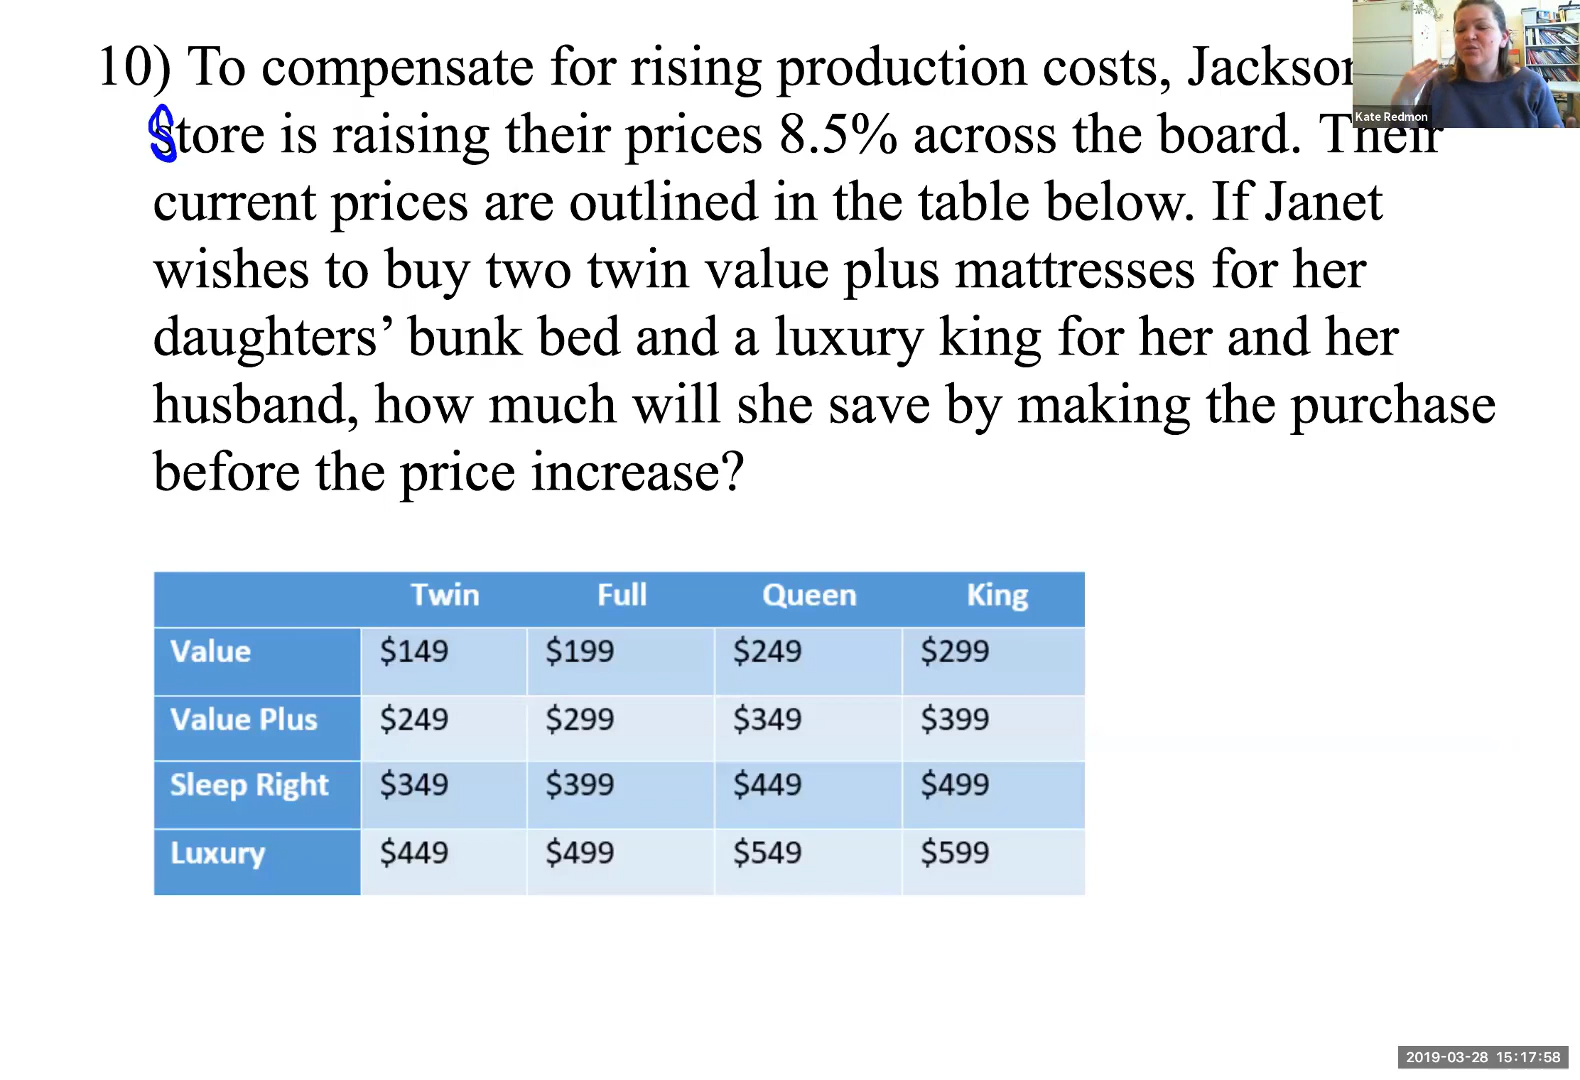 10) To compensate for rising production costs,
Kate Redmon
Store is raising their prices 8.5% across the board. Their
current prices are outlined in the table below. If Janet
wishes to buy two twin value plus mattresses for her
daughters’ bunk bed and a luxury king for her and her
husband, how much will she save by making the purchase
before the price increase?
Twin Full Queen King
Value $149 $199 $249 $299
Value Plus $249 $299 $349 $399
Sleep Right $349 $399 $449 $499
Luxury $449 $499 $549 $599
2019-03-28 15:17:58